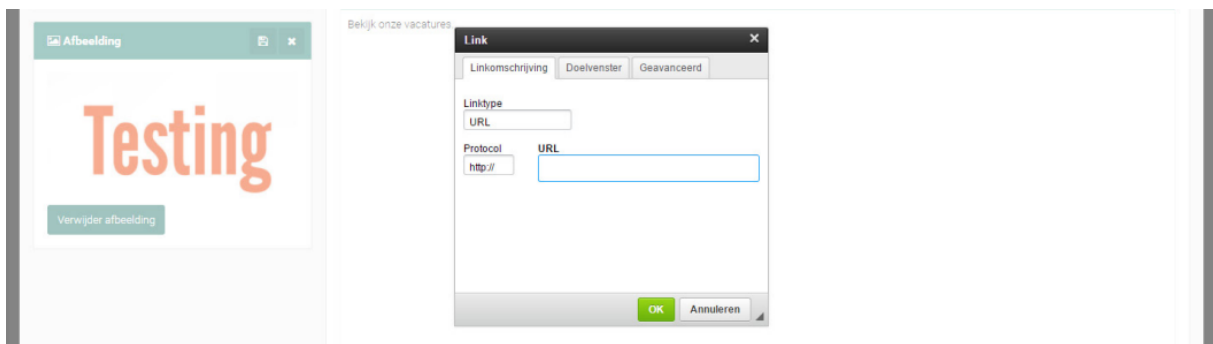 Afbeelding
Testing
Verwijder afbeelding
Bekijk onze vacatures
Link
Linkomschrijving Doelvenster Geavanceerd
Linktype
URL
Protocol URL
http://
OK Annuleren